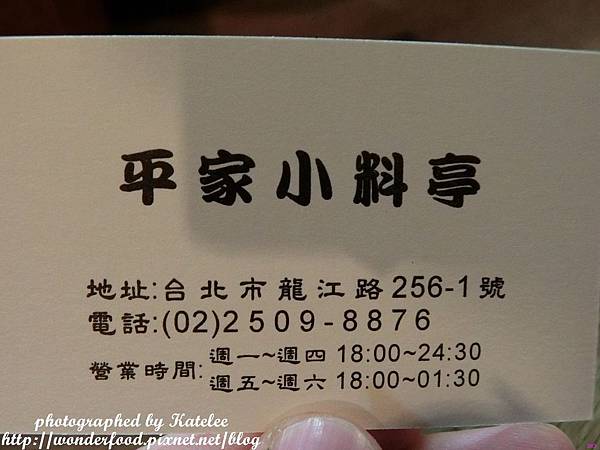 平家小料亭
地址:台北市龍江路256-1號
電話:(02)2509-8876
營業時間:週一~週四 18:00~24:30
週五~週六 18:00~01:30
photographed by Katelee
http://wonderfood.pixnet.net/blog